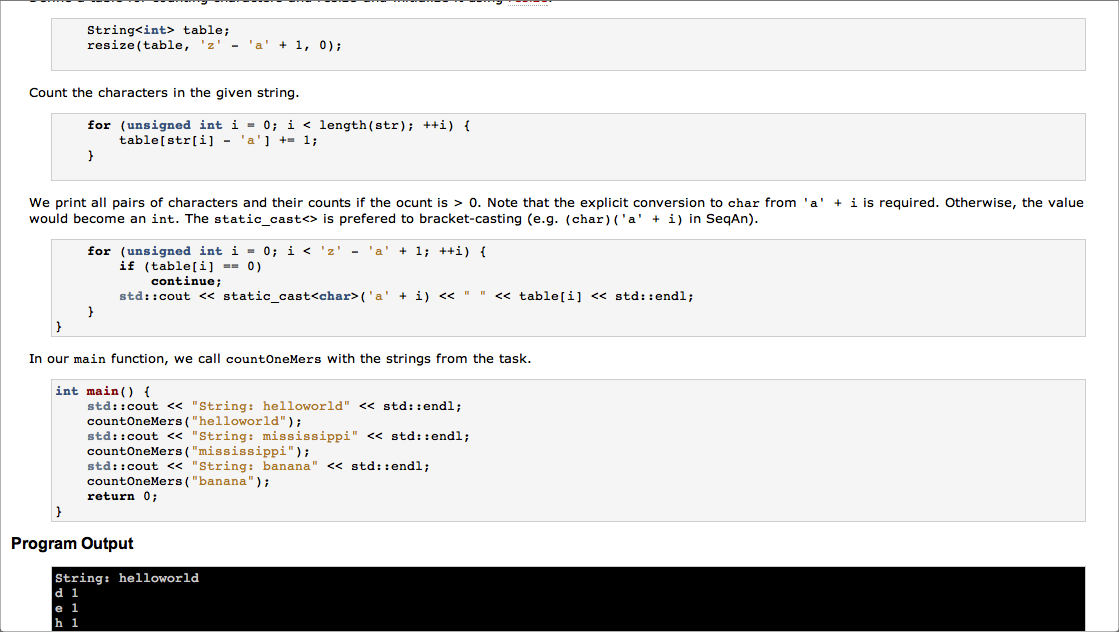 String<int> table;
resize(table, 'z' - 'a' + 1, 0);
Count the characters in the given string.
for (unsigned int i = 0; i < length(str); ++i) {
table[str[i] - 'a'] += 1;
}
We print all pairs of characters and their counts if the ocunt is > 0. Note that the explicit conversion to char from 'a' + i is required. Otherwise, the value
would become an int. The static_cast<> is prefered to bracket-casting (e.g. (char)('a' + i) in SeqAn).
for (unsigned int i = 0; i < 'z' - 'a' + 1; ++i) {
if (table[i] == 0)
continue;
std::cout << static_cast<char>('a' + i) << " " << table[i] << std::endl;
}
}
In our main function, we call countOneMers with the strings from the task.
int main() {
std::cout << "String: helloworld" << std::endl;
countOneMers("helloworld");
std::cout << "String: mississippi" << std::endl;
countOneMers("mississippi");
std::cout << "String: banana" << std::endl;
countOneMers("banana");
return 0;
}
Program Output
String: helloworld
d 1
e 1
h 1